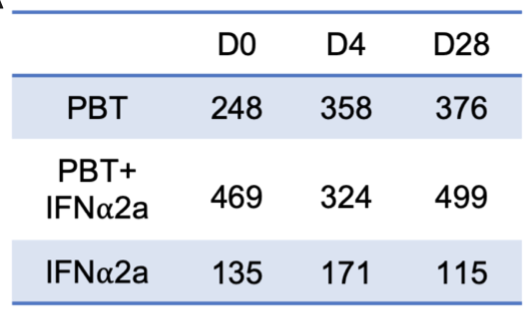 D0 D4 D28
PBT 248 358 376
PBT+
IFNα2a 469 324 499
IFNα2a 135 171 115